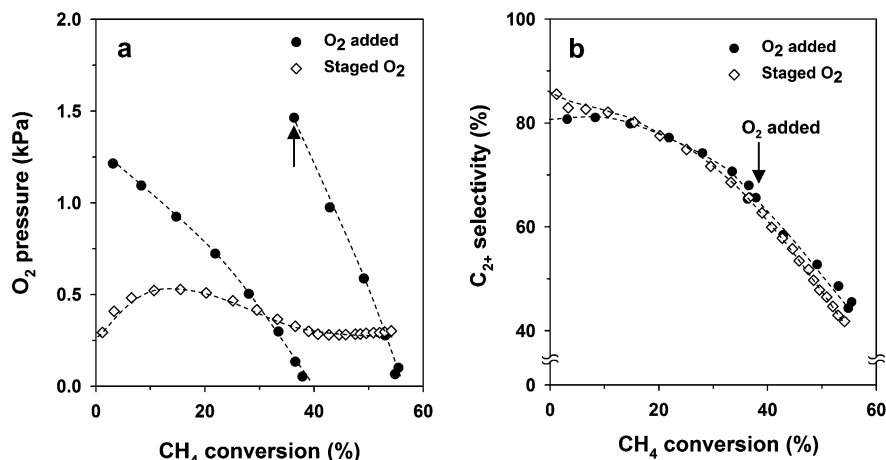 a
O2 added
Staged O2
O2 pressure (kPa)
2.0
1.5
1.0
0.5
0.0
0 20 40 60
CH4 conversion (%)
b
O2 added
Staged O2
O2 added
C2+ selectivity (%)
100
80
60
40
0
0 20 40 60
CH4 conversion (%)